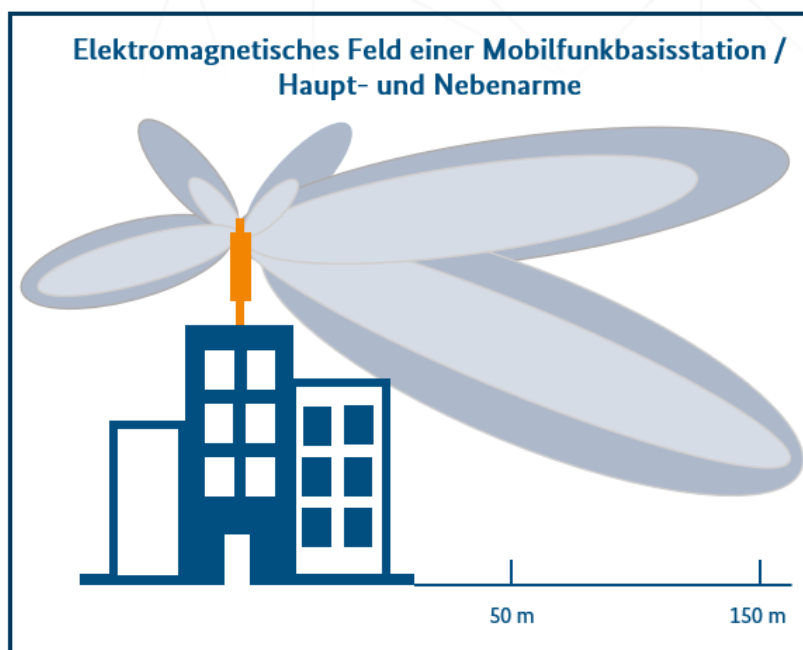 Elektromagnetisches Feld einer Mobilfunkbasisstation /
Haupt- und Nebenarme
50 m
150 m